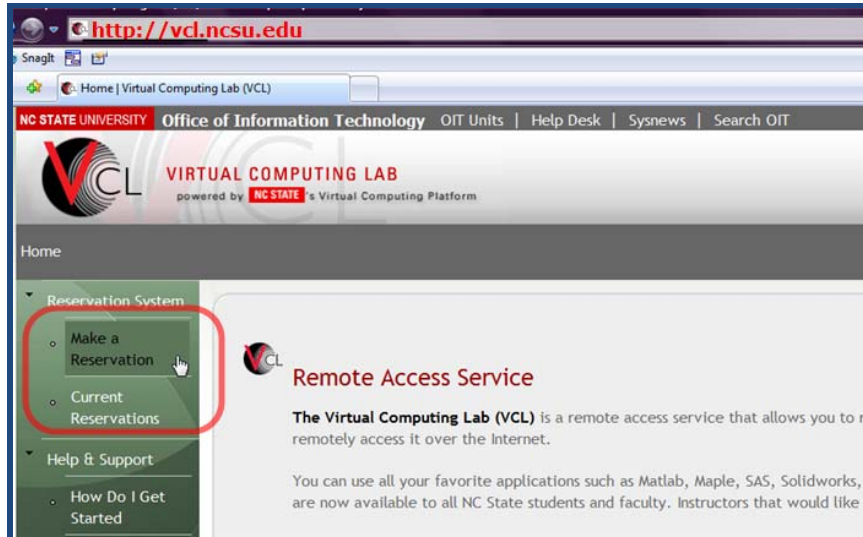 http://vcl.ncsu.edu
SnagIt
Home | Virtual Computing Lab (VCL)
NC STATE UNIVERSITY Office of Information Technology OIT Units | Help Desk | Sysnews | Search OIT
VCL VIRTUAL COMPUTING LAB
powered by NC STATE 's Virtual Computing Platform
Home
Reservation System
Make a
Reservation
Current
Reservations
Help & Support
How Do I Get
Started
VCL
Remote Access Service
The Virtual Computing Lab (VCL) is a remote access service that allows you to r
remotely access it over the Internet.
You can use all your favorite applications such as Matlab, Maple, SAS, Solidworks,
are now available to all NC State students and faculty. Instructors that would like